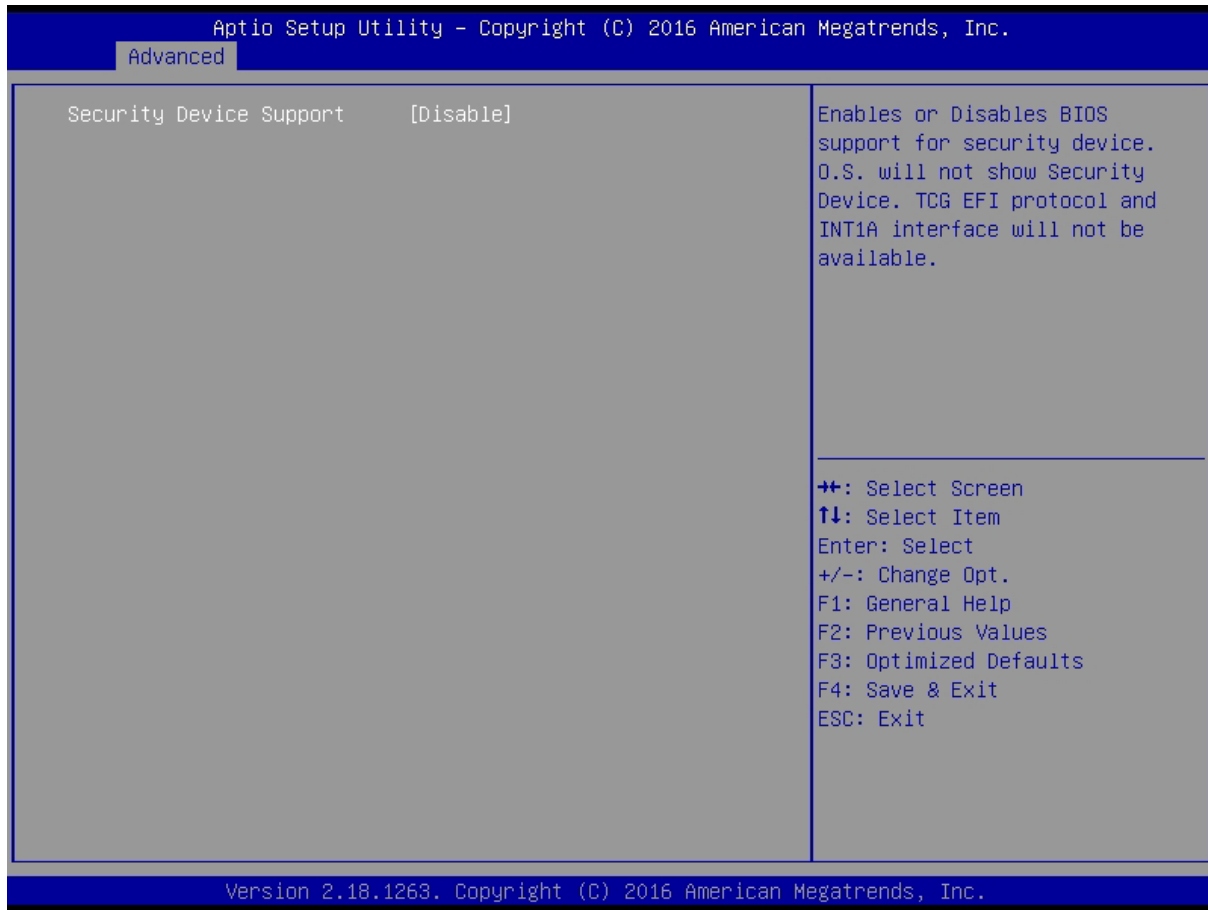 Aptio Setup Utility – Copyright (C) 2016 American Megatrends, Inc.
Advanced
Security Device Support [Disable]
Enables or Disables BIOS
support for security device.
O.S. will not show Security
Device. TCG EFI protocol and
INT1A interface will not be
available.
→←: Select Screen
↑↓: Select Item
Enter: Select
+/-: Change Opt.
F1: General Help
F2: Previous Values
F3: Optimized Defaults
F4: Save & Exit
ESC: Exit
Version 2.18.1263. Copyright (C) 2016 American Megatrends, Inc.